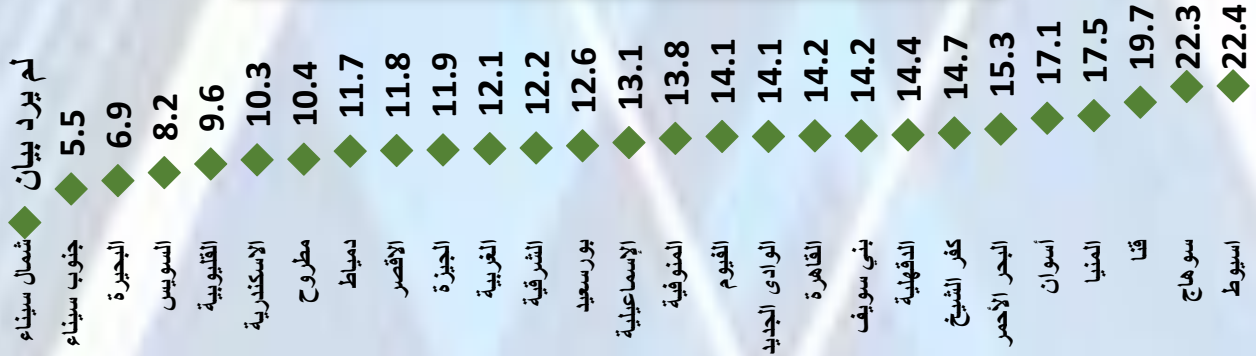 لم يرد بيان
5.5
6.9
8.2
9.6
10.3
10.4
11.7
11.8
11.9
12.1
12.2
12.6
13.1
13.8
14.1
14.1
14.2
14.2
14.4
14.7
15.3
17.1
17.5
19.7
22.3
22.4
شمال سيناء
جنوب سيناء
البحيرة
السويس
القليوبية
الاسكندرية
مطروح
دمياط
الاقصر
الجيزة
الغربية
الشرقية
بورسعيد
الإسماعيلية
المنوفية
الفيوم
الوادى الجديد
القاهرة
بني سويف
الدقهلية
كفر الشيخ
البحر الأحمر
أسوان
المنيا
قنا
سوهاج
اسيوط